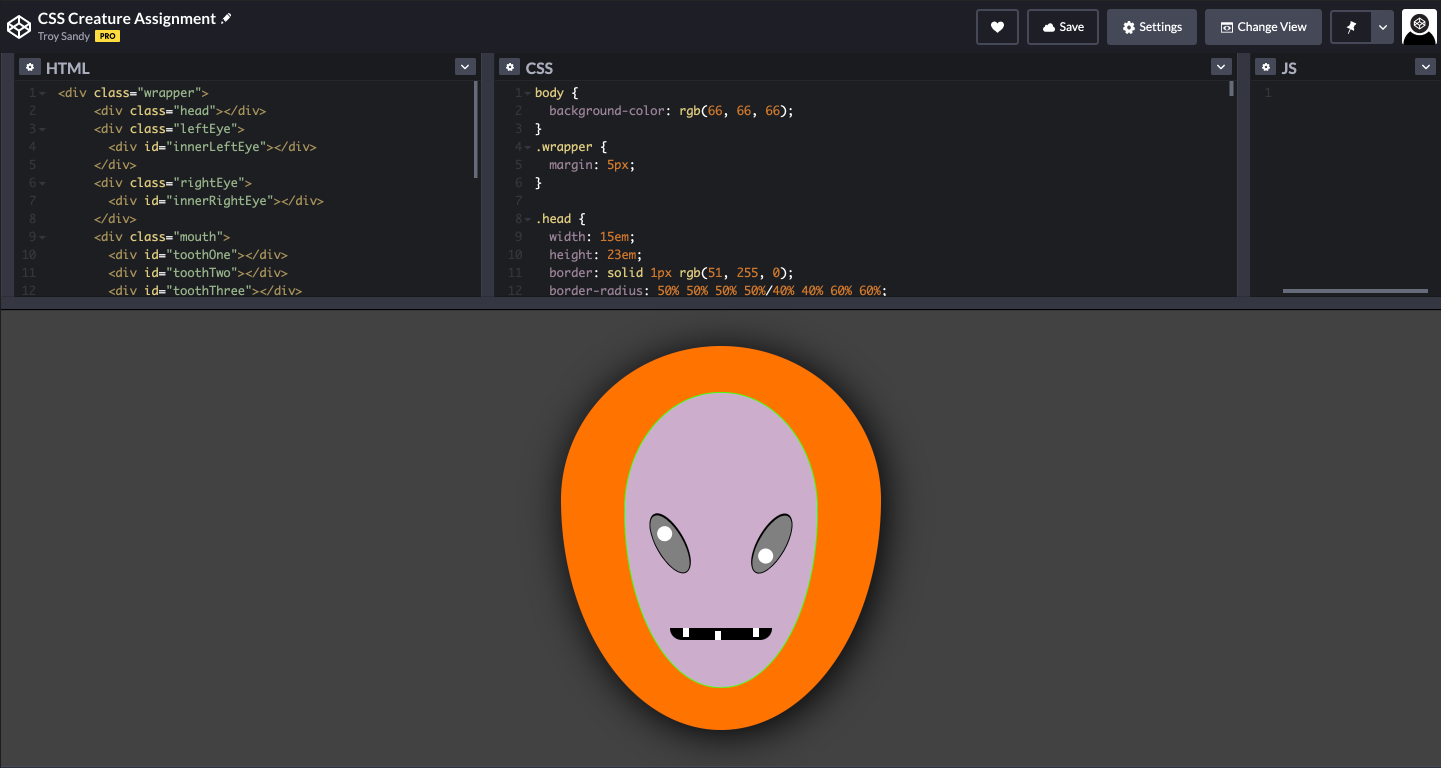 CSS Creature Assignment
Troy Sandy PRO
Save
Settings
Change View
HTML
1 <div class="wrapper">
2 <div class="head"></div>
3 <div class="leftEye">
4 <div id="innerLeftEye"></div>
5 </div>
6 <div class="rightEye">
7 <div id="innerRightEye"></div>
8 </div>
9 <div class="mouth">
10 <div id="toothOne"></div>
11 <div id="toothTwo"></div>
12 <div id="toothThree"></div>
CSS
1 body {
2 background-color: rgb(66, 66, 66);
3 }
4 .wrapper {
5 margin: 5px;
6 }
7
8 .head {
9 width: 15em;
10 height: 23em;
11 border: solid 1px rgb(51, 255, 0);
12 border-radius: 50% 50% 50% 50%/40% 40% 60% 60%;
JS
1